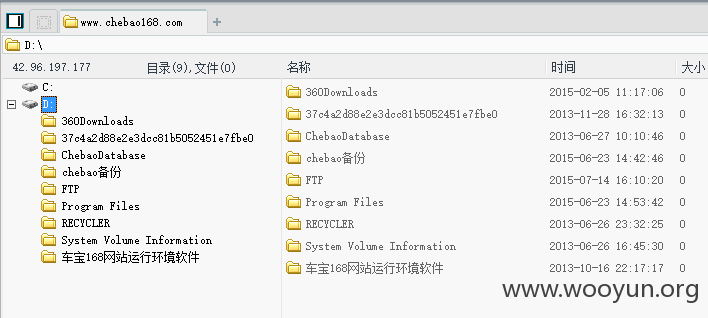 www.chebao168.com
D:\
42.96.197.177 目录(9),文件(0) 名称 时间 大小
C:
D:
360Downloads
37c4a2d88e2e3dcc81b5052451e7fbe0
ChebaoDatabase
chebao备份
FTP
Program Files
RECYCLER
System Volume Information
车宝168网站运行环境软件
360Downloads 2015-02-05 11:17:06 0
37c4a2d88e2e3dcc81b5052451e7fbe0 2013-11-28 16:32:13 0
ChebaoDatabase 2013-06-27 10:10:46 0
chebao备份 2015-06-23 14:42:46 0
FTP 2015-07-14 16:10:20 0
Program Files 2015-06-23 14:53:42 0
RECYCLER 2013-06-26 23:32:25 0
System Volume Information 2013-06-26 16:45:30 0
车宝168网站运行环境软件 2013-10-16 22:17:17 0
www.wooyun.org